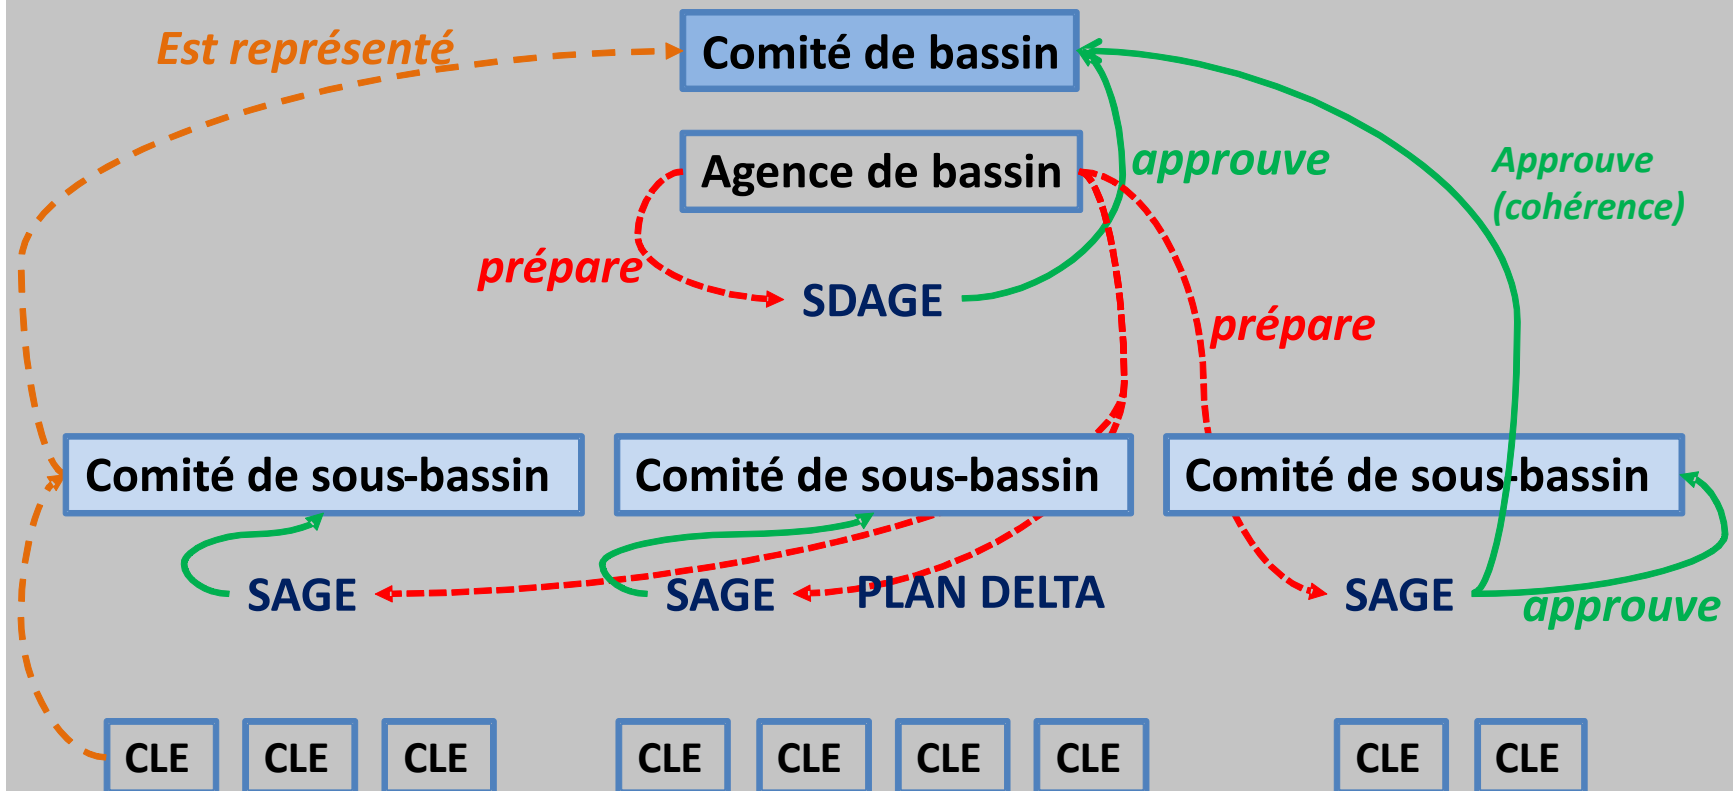 Est représenté
Comité de bassin
Agence de bassin
approuve
Approuve
(cohérence)
prépare
SDAGE
prépare
Comité de sous-bassin
Comité de sous-bassin
Comité de sous-bassin
SAGE
SAGE
PLAN DELTA
SAGE
approuve
CLE
CLE
CLE
CLE
CLE
CLE
CLE
CLE
CLE